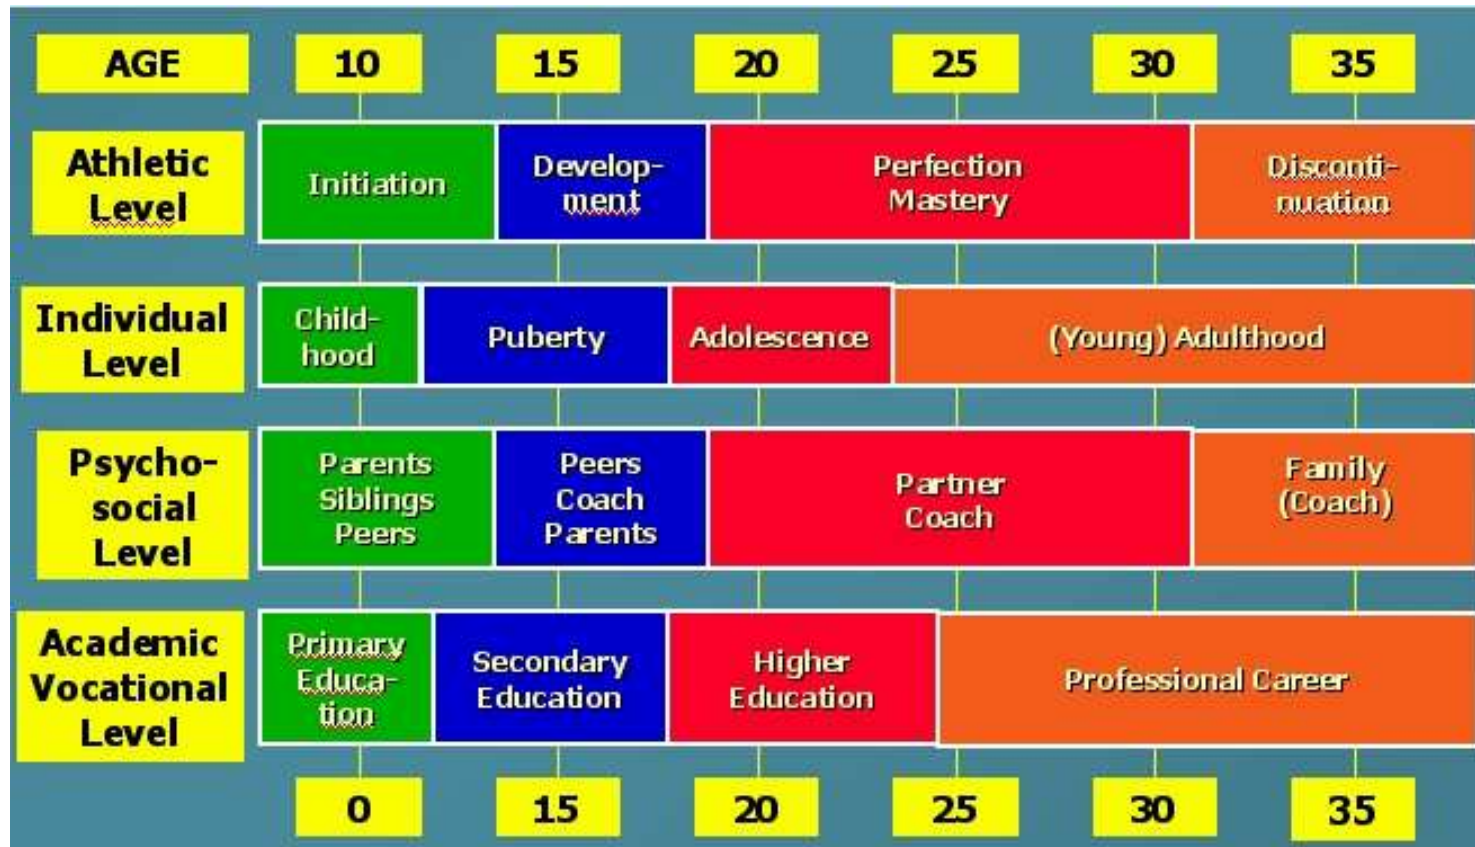 AGE 10 15 20 25 30 35
Athletic
Level
Initiation
Develop-
ment
Perfection
Mastery
Disconti-
nuation
Individual
Level
Child-
hood
Puberty
Adolescence
(Young) Adulthood
Psycho-
social
Level
Parents
Siblings
Peers
Peers
Coach
Parents
Partner
Coach
Family
(Coach)
Academic
Vocational
Level
Primary
Educa-
tion
Secondary
Education
Higher
Education
Professional Career
0 15 20 25 30 35